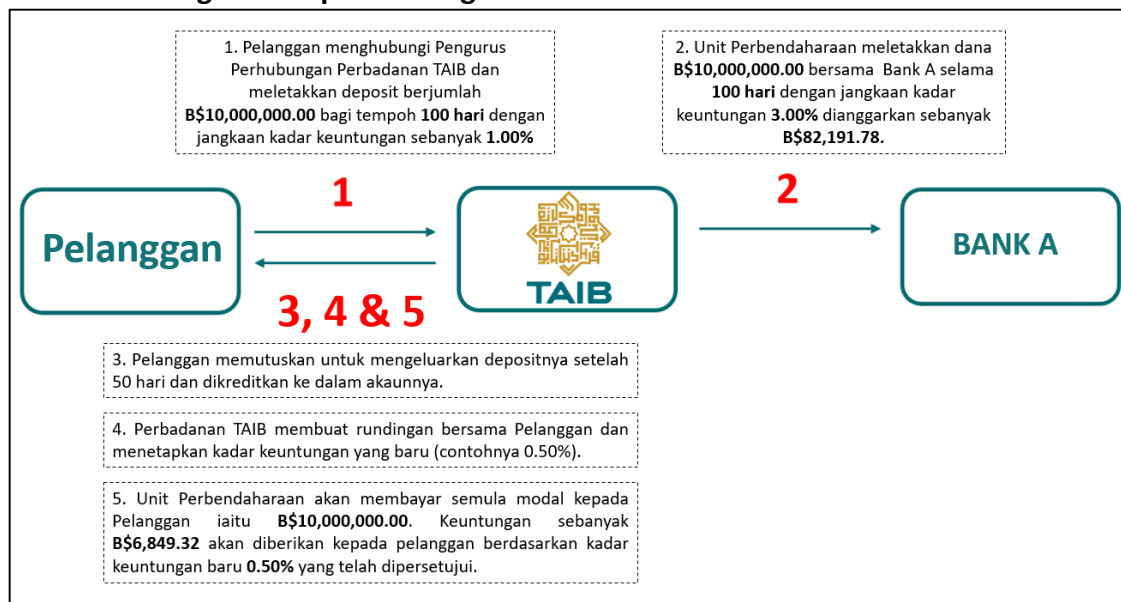 1. Pelanggan menghubungi Pengurus
Perhubungan Perbadanan TAIB dan
meletakkan deposit berjumlah
B$10,000,000.00 bagi tempoh 100 hari dengan
jangkaan kadar keuntungan sebanyak 1.00%
2. Unit Perbendaharaan meletakkan dana
B$10,000,000.00 bersama Bank A selama
100 hari dengan jangkaan kadar
keuntungan 3.00% dianggarkan sebanyak
B$82,191.78.
1
2
Pelanggan
TAIB
BANK A
3, 4 & 5
3. Pelanggan memutuskan untuk mengeluarkan depositnya setelah
50 hari dan dikreditkan ke dalam akaunnya.
4. Perbadanan TAIB membuat rundingan bersama Pelanggan dan
menetapkan kadar keuntungan yang baru (contohnya 0.50%).
5. Unit Perbendaharaan akan membayar semula modal kepada
Pelanggan iaitu B$10,000,000.00. Keuntungan sebanyak
B$6,849.32 akan diberikan kepada pelanggan berdasarkan kadar
keuntungan baru 0.50% yang telah dipersetujui.